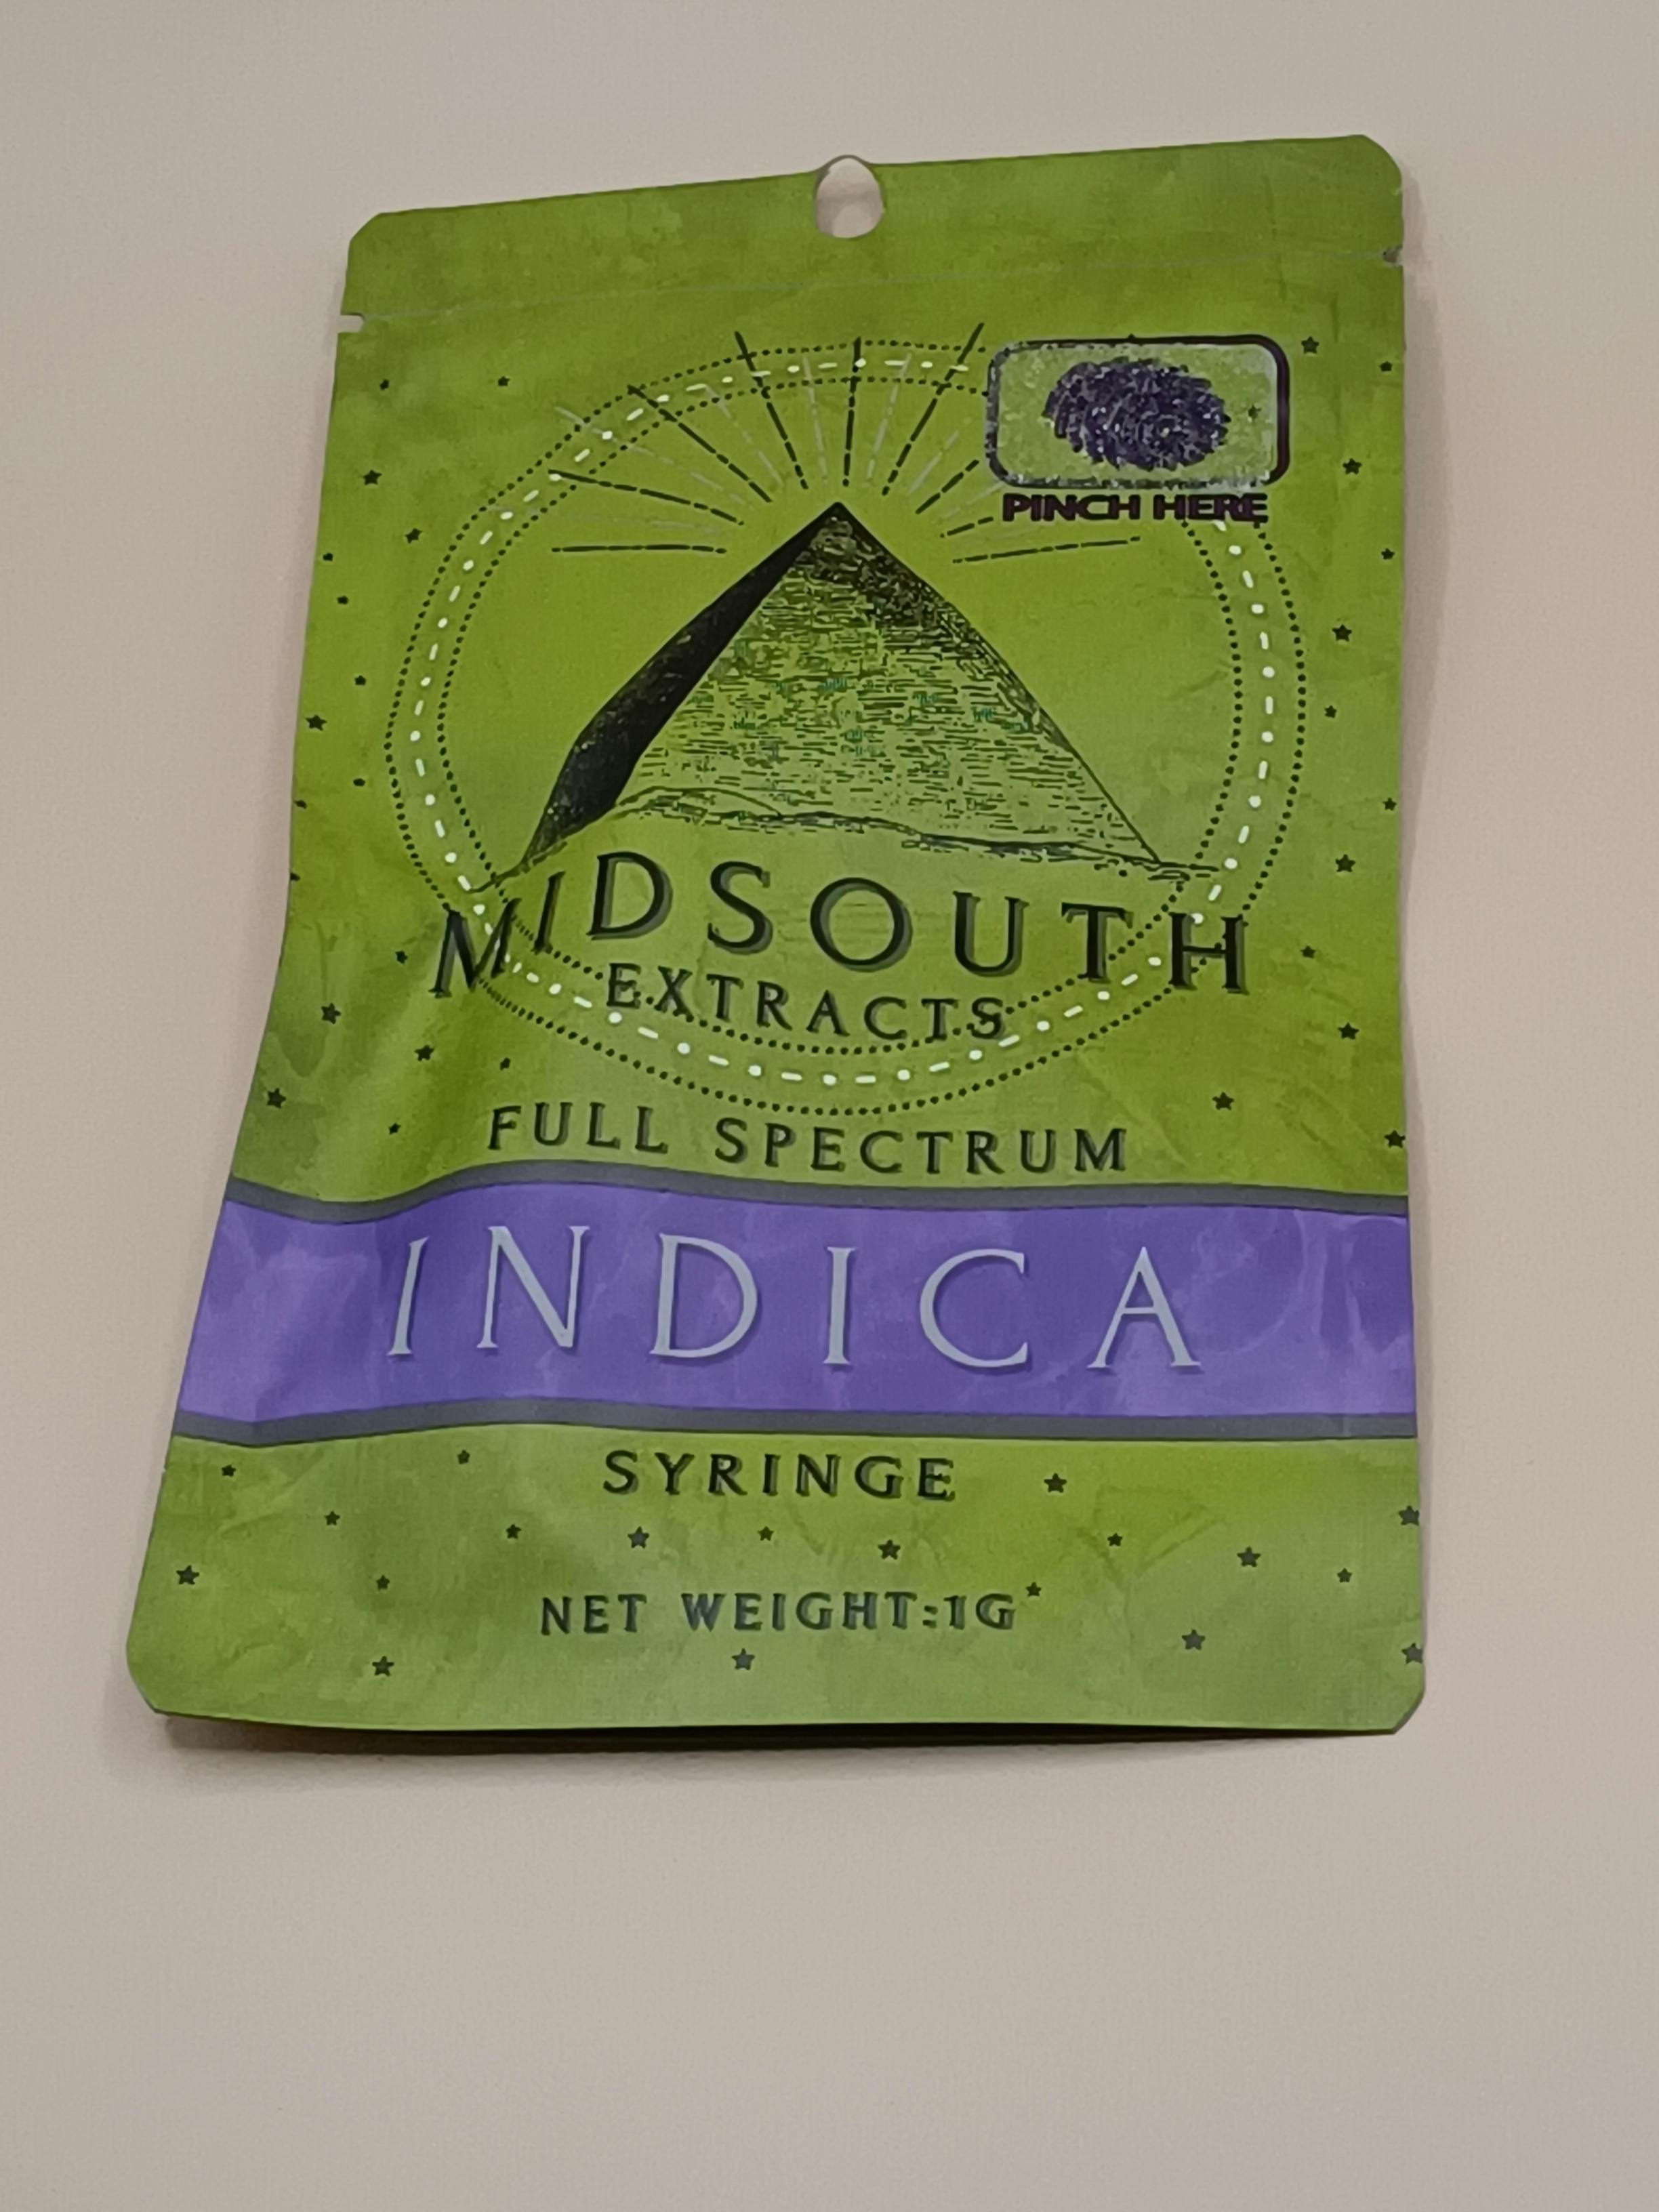 PINCH HERE
MIDSOUTH
EXTRACTS
FULL SPECTRUM
INDICA
SYRINGE
NET WEIGHT:1G